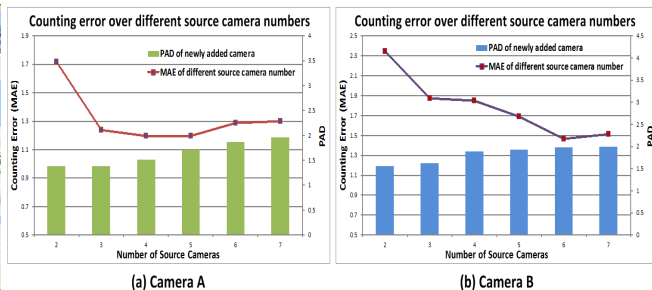 Counting error over different source camera numbers
1.9
1.7
1.5
1.3
1.1
0.9
0.7
0.5
Counting Error (MAE)
PAD of newly added camera
MAE of different source camera number
4
3.5
3
2.5
2
1.5
1
0.5
0
PAD
2 3 4 5 6 7
Number of Source Cameras
(a) Camera A
Counting error over different source camera numbers
2.5
2.3
2.1
1.9
1.7
1.5
1.3
1.1
0.9
0.7
0.5
Counting Error (MAE)
PAD of newly added camera
MAE of different source camera number
4.5
4
3.5
3
2.5
2
1.5
1
0.5
0
PAD
2 3 4 5 6 7
Number of Source Cameras
(b) Camera B